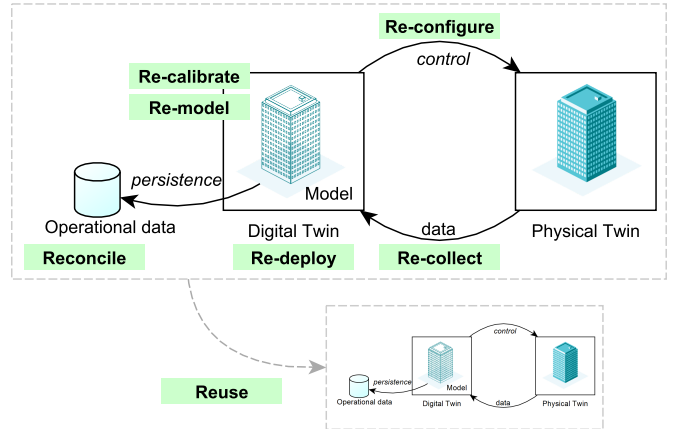 Re-configure
control
Re-calibrate
Re-model
persistence
Model
Operational data
Digital Twin
data
Physical Twin
Reconcile
Re-deploy
Re-collect
Reuse
control
persistence
Model
Operational data
Digital Twin
data
Physical Twin